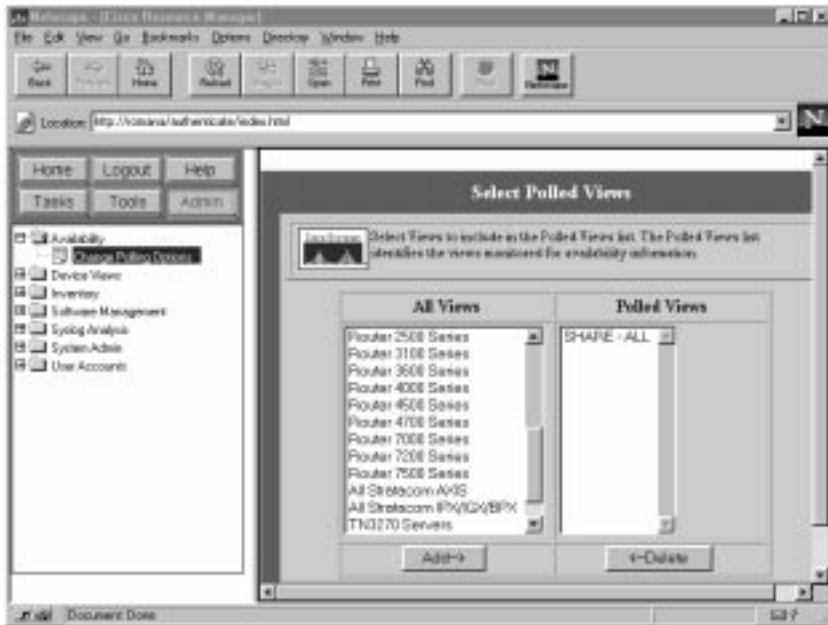 Netscape - [Cisco Resource Manager]
File Edit View Go Bookmarks Options Directory Window Help
Back Home Reload Open Print Find Netscape
Location: http://romana/authenticate/index.html
Home Logout Help
Tasks Tools Admin
Availability
Change Polling Options
Device Views
Inventory
Software Management
Syslog Analysis
System Admin
User Accounts
Select Polled Views
Select Views to include in the Polled Views list. The Polled Views list
identifies the views monitored for availability information.
All Views
Router 2500 Series
Router 3100 Series
Router 3600 Series
Router 4000 Series
Router 4500 Series
Router 4700 Series
Router 7000 Series
Router 7200 Series
Router 7500 Series
All Stratacom AXIS
All Stratacom IPX/IGX/BPX
TN3270 Servers
Add->
Polled Views
SHARE - ALL
<-Delete
Document Done